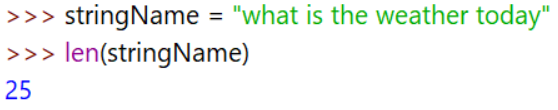 >>> stringName = "what is the weather today"
>>> len(stringName)
25